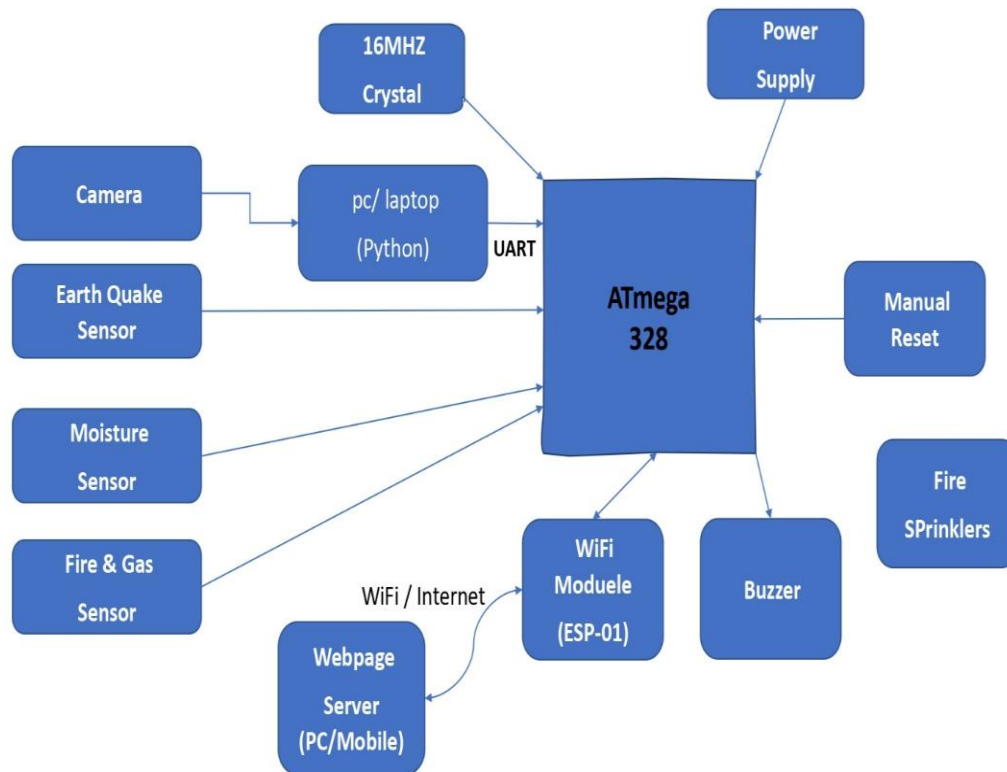 16MHZ
Crystal
Power
Supply
Camera
pc/ laptop
(Python)
UART
Earth Quake
Sensor
ATmega
328
Manual
Reset
Moisture
Sensor
Fire
SPrinklers
Fire & Gas
Sensor
WiFi / Internet
WiFi
Moduele
(ESP-01)
Buzzer
Webpage
Server
(PC/Mobile)